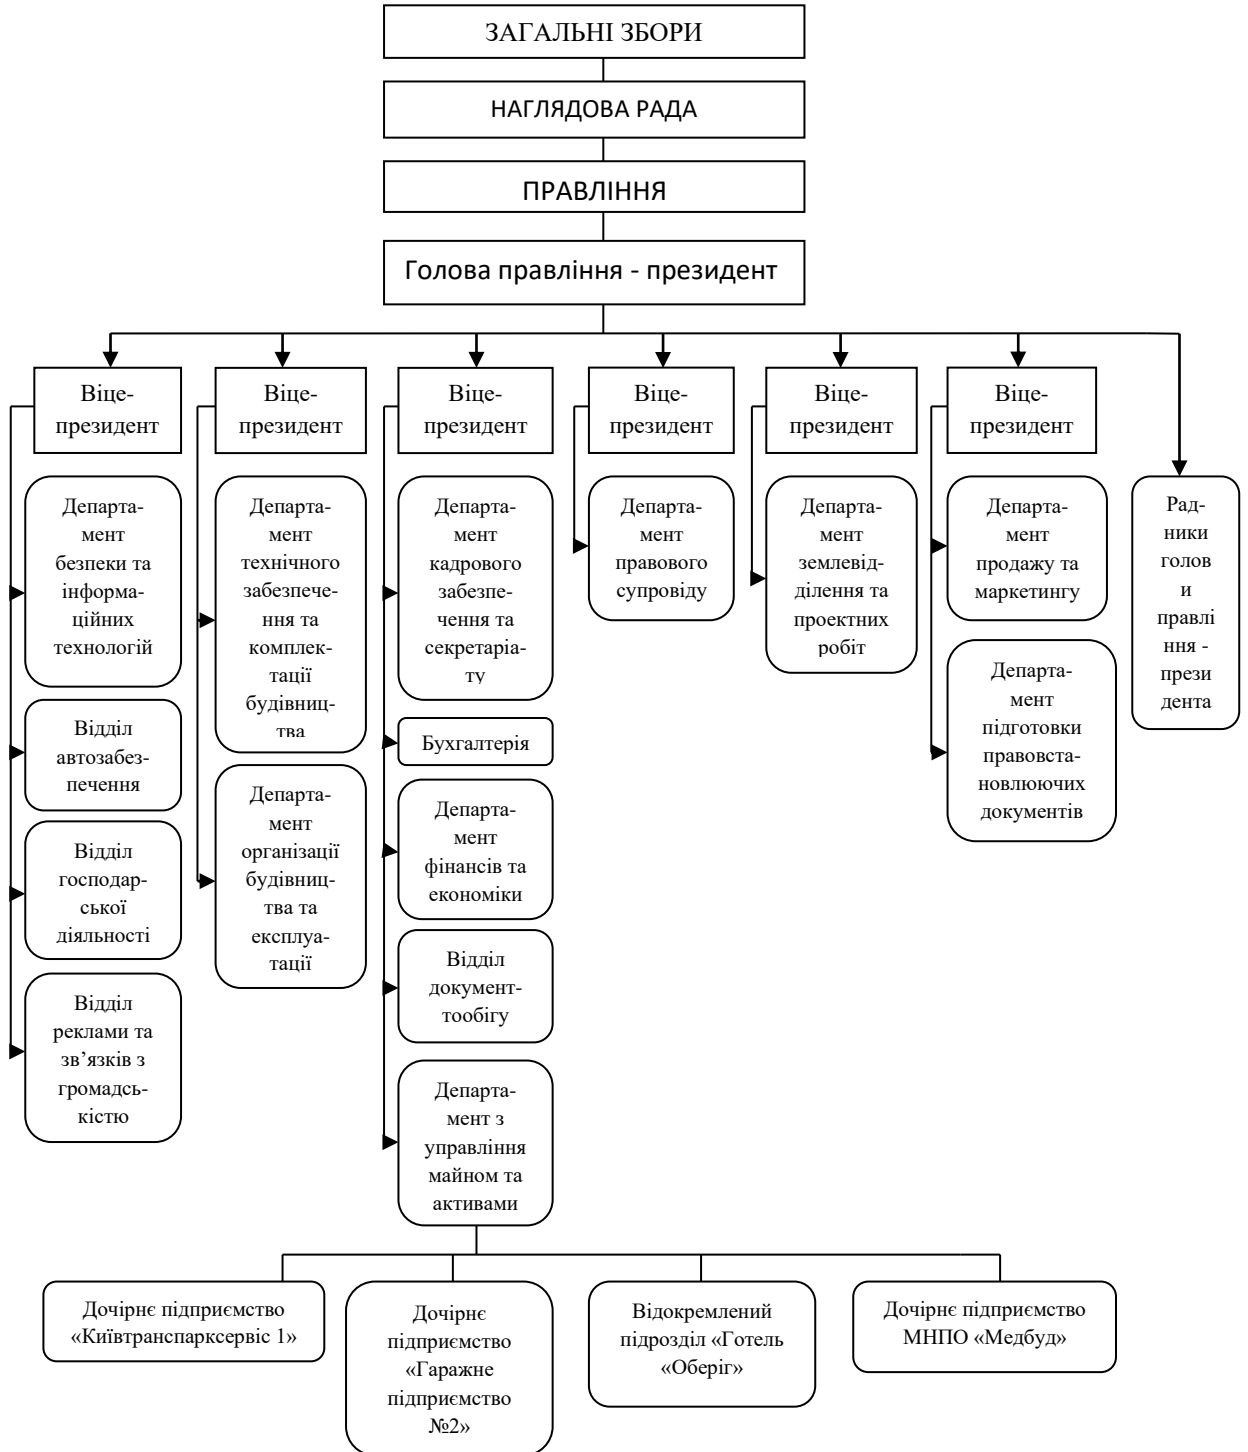 ЗАГАЛЬНІ ЗБОРИ
НАГЛЯДОВА РАДА
ПРАВЛІННЯ
Голова правління - президент
Віце-
президент
Віце-
президент
Віце-
президент
Віце-
президент
Віце-
президент
Віце-
президент
Департа-
мент
безпеки та
інформа-
ційних
технологій
Відділ
автозабез-
печення
Відділ
господар-
ської
діяльності
Відділ
реклами та
зв’язків з
громадсь-
кістю
Департа-
мент
технічного
забезпече-
ння та
комплек-
тації
будівниц-
тва
Департа-
мент
організації
будівниц-
тва та
експлуа-
тації
Департа-
мент
кадрового
забезпе-
чення та
секретаріа-
ту
Бухгалтерія
Департа-
мент
фінансів та
економіки
Відділ
документ-
тообігу
Департа-
мент з
управління
майном та
активами
Департа-
мент
правового
супровіду
Департа-
мент
землевід-
ділення та
проектних
робіт
Департа-
мент
продажу та
маркетингу
Департа-
мент
підготовки
правовста-
новлюючих
документів
Рад-
ники
голов
и
правлі
ння -
прези
дента
Дочірнє підприємство
«Київтранспарксервіс 1»
Дочірнє
підприємство
«Гаражне
підприємство
№2»
Відокремлений
підрозділ «Готель
«Оберіг»
Дочірнє підприємство
МНПО «Медбуд»